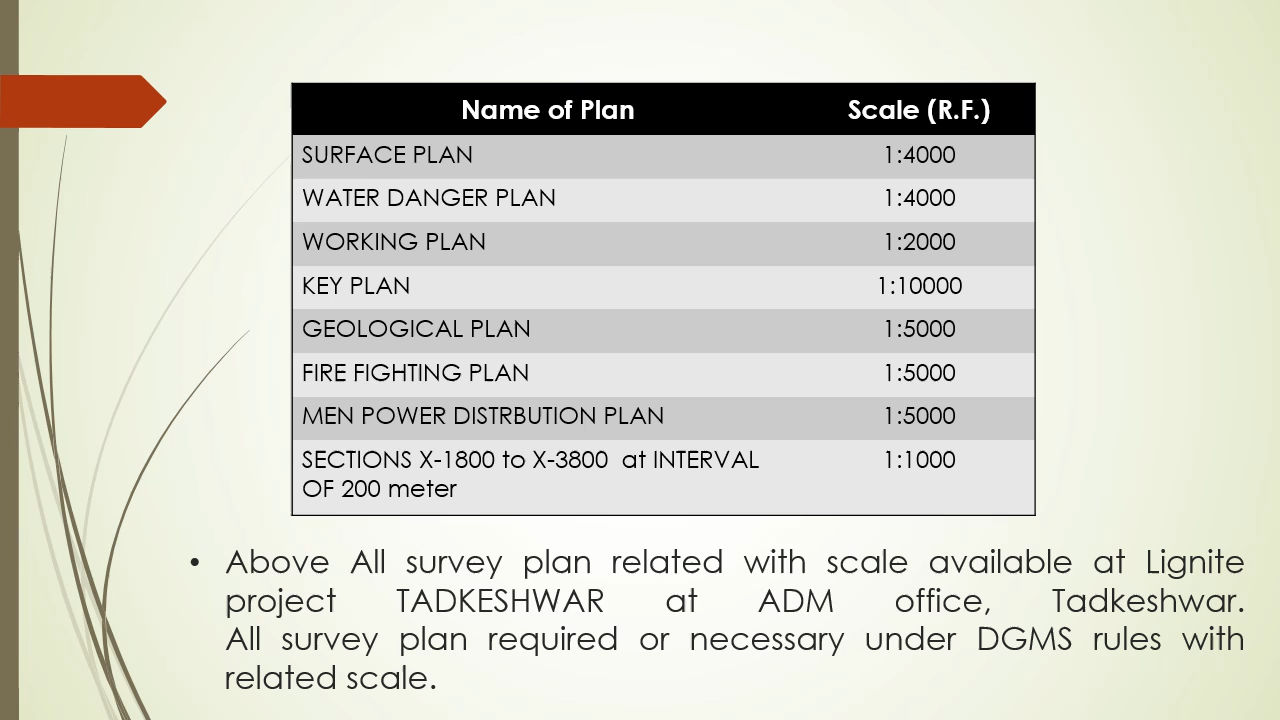 Name of Plan Scale (R.F.)
SURFACE PLAN 1:4000
WATER DANGER PLAN 1:4000
WORKING PLAN 1:2000
KEY PLAN 1:10000
GEOLOGICAL PLAN 1:5000
FIRE FIGHTING PLAN 1:5000
MEN POWER DISTRBUTION PLAN 1:5000
SECTIONS X-1800 to X-3800 at INTERVAL 1:1000
OF 200 meter
• Above All survey plan related with scale available at Lignite
project TADKESHWAR at ADM office, Tadkeshwar.
All survey plan required or necessary under DGMS rules with
related scale.